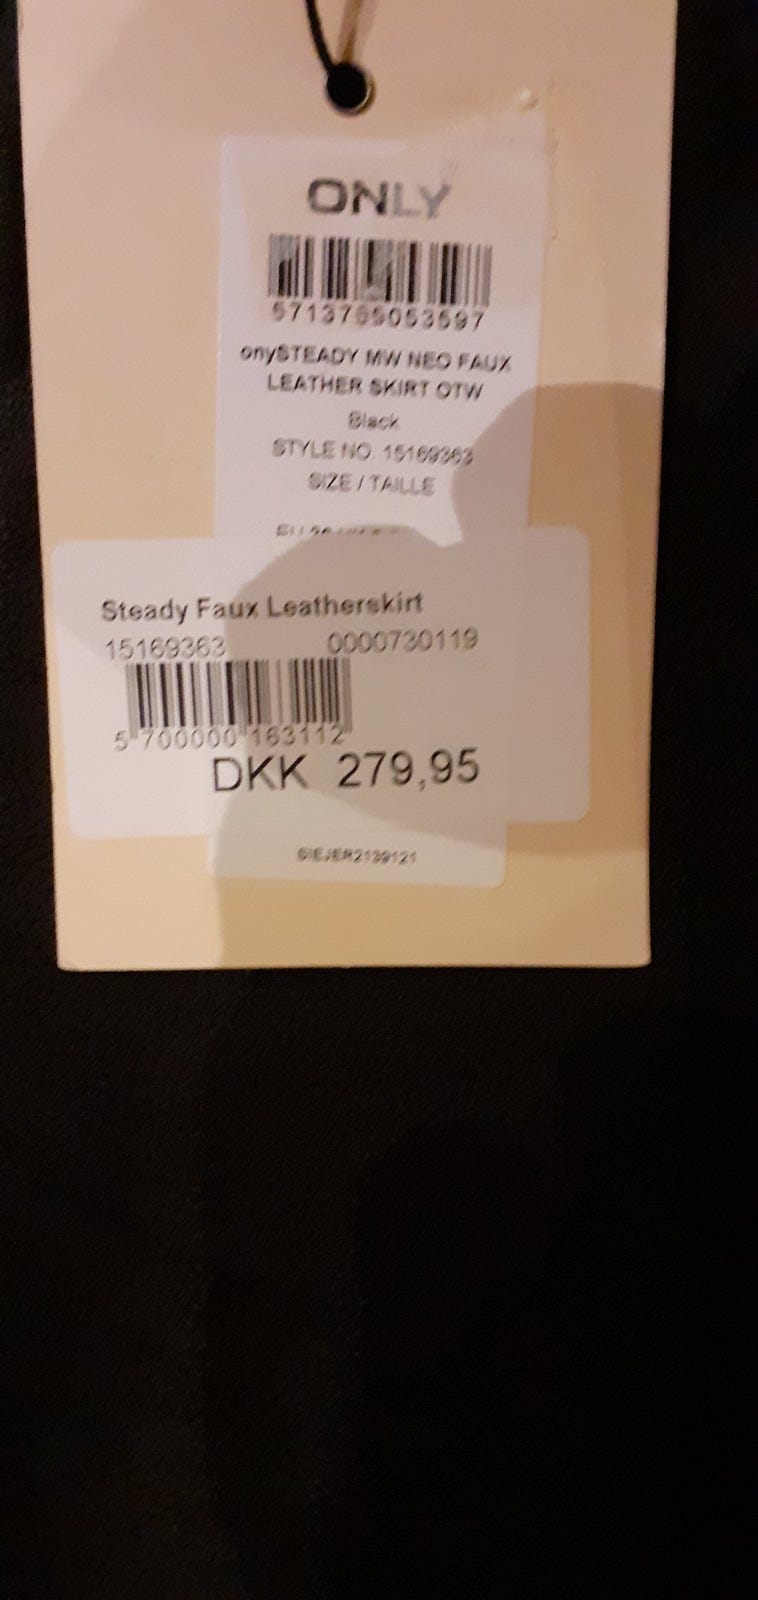 ONLY
5713789053597
onySTEADY MW NEO FAUX
LEATHER SKIRT OTW
Black
STYLE NO. 15169363
SIZE / TAILLE
Steady Faux Leatherskirt
15169363 0000730119
5 700000 163112
DKK 279,95
SIEJER2139121